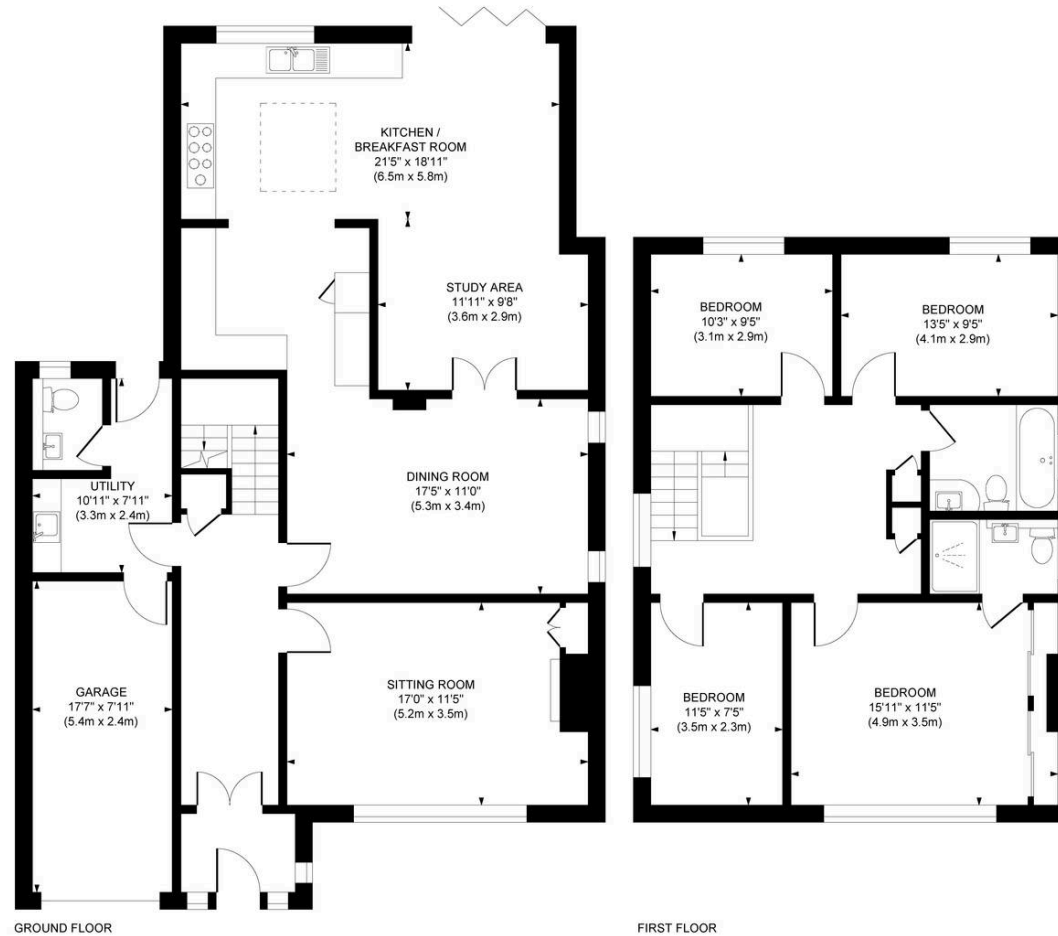 KITCHEN /
BREAKFAST ROOM
21'5" x 18'11"
(6.5m x 5.8m)
STUDY AREA
11'11" x 9'8"
(3.6m x 2.9m)
UTILITY
10'11" x 7'11"
(3.3m x 2.4m)
DINING ROOM
17'5" x 11'0"
(5.3m x 3.4m)
GARAGE
17'7" x 7'11"
(5.4m x 2.4m)
SITTING ROOM
17'0" x 11'5"
(5.2m x 3.5m)
GROUND FLOOR
BEDROOM
10'3" x 9'5"
(3.1m x 2.9m)
BEDROOM
13'5" x 9'5"
(4.1m x 2.9m)
BEDROOM
11'5" x 7'5"
(3.5m x 2.3m)
BEDROOM
15'11" x 11'5"
(4.9m x 3.5m)
FIRST FLOOR